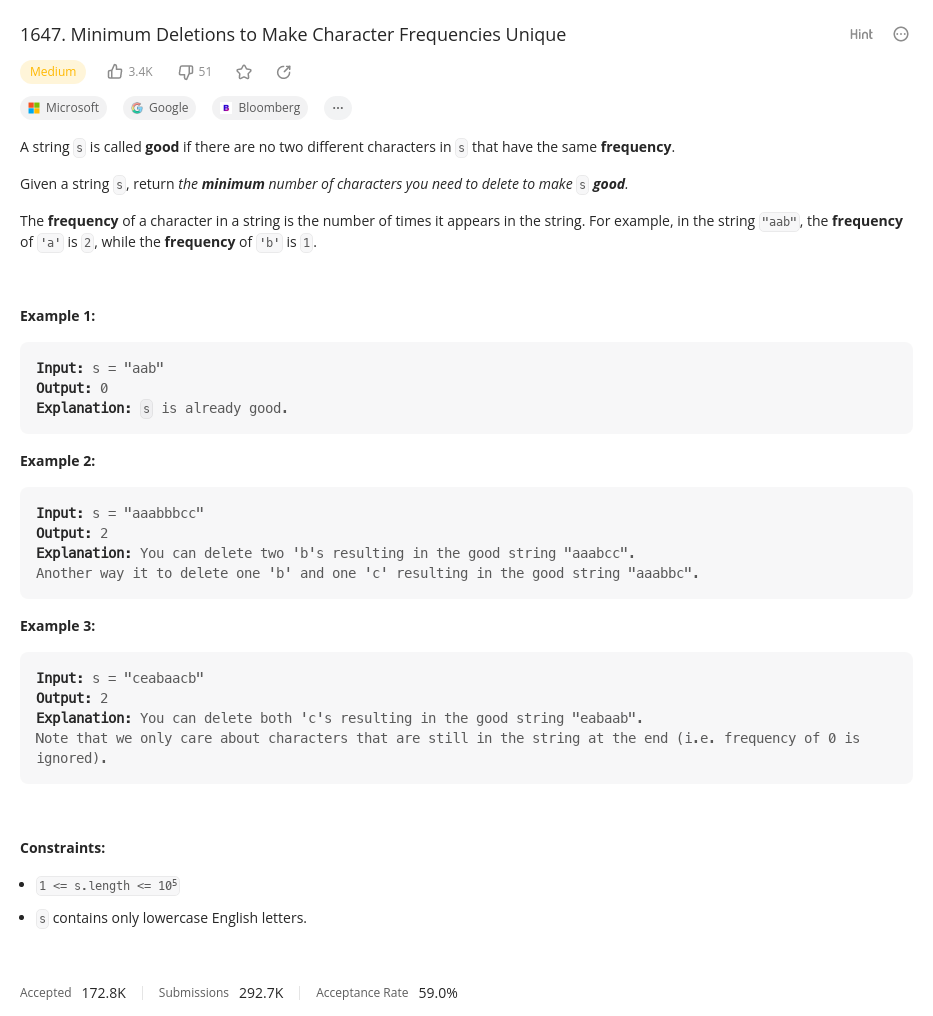 1647. Minimum Deletions to Make Character Frequencies Unique
Hint
Medium 3.4K 51
Microsoft Google Bloomberg ...
A string s is called good if there are no two different characters in s that have the same frequency.
Given a string s, return the minimum number of characters you need to delete to make s good.
The frequency of a character in a string is the number of times it appears in the string. For example, in the string "aab", the frequency
of 'a' is 2, while the frequency of 'b' is 1.
Example 1:
Input: s = "aab"
Output: 0
Explanation: s is already good.
Example 2:
Input: s = "aaabbbcc"
Output: 2
Explanation: You can delete two 'b's resulting in the good string "aaabcc".
Another way it to delete one 'b' and one 'c' resulting in the good string "aaabbc".
Example 3:
Input: s = "ceabaacb"
Output: 2
Explanation: You can delete both 'c's resulting in the good string "eabaab".
Note that we only care about characters that are still in the string at the end (i.e. frequency of 0 is
ignored).
Constraints:
• 1 <= s.length <= 10⁵
• s contains only lowercase English letters.
Accepted 172.8K Submissions 292.7K Acceptance Rate 59.0%